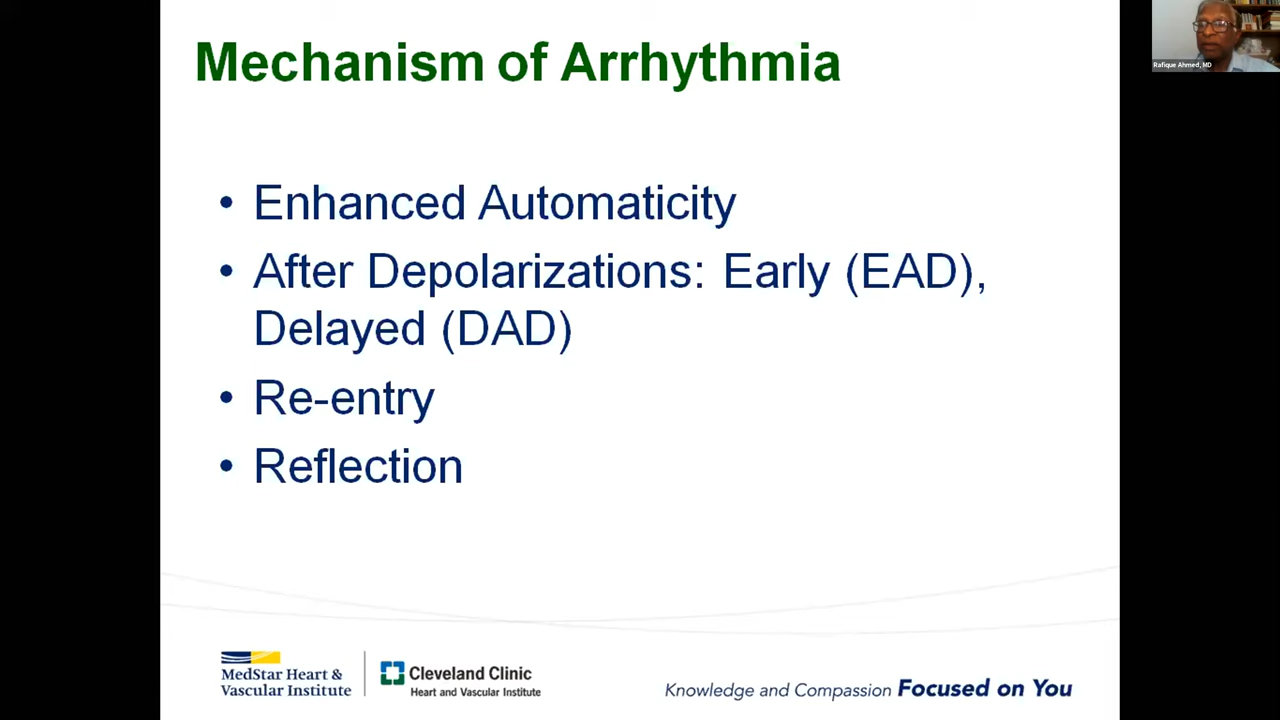 Mechanism of Arrhythmia
Rafique Ahmed, MD
• Enhanced Automaticity
• After Depolarizations: Early (EAD),
Delayed (DAD)
• Re-entry
• Reflection
MedStar Heart &
Vascular Institute
Cleveland Clinic
Heart and Vascular Institute
Knowledge and Compassion Focused on You